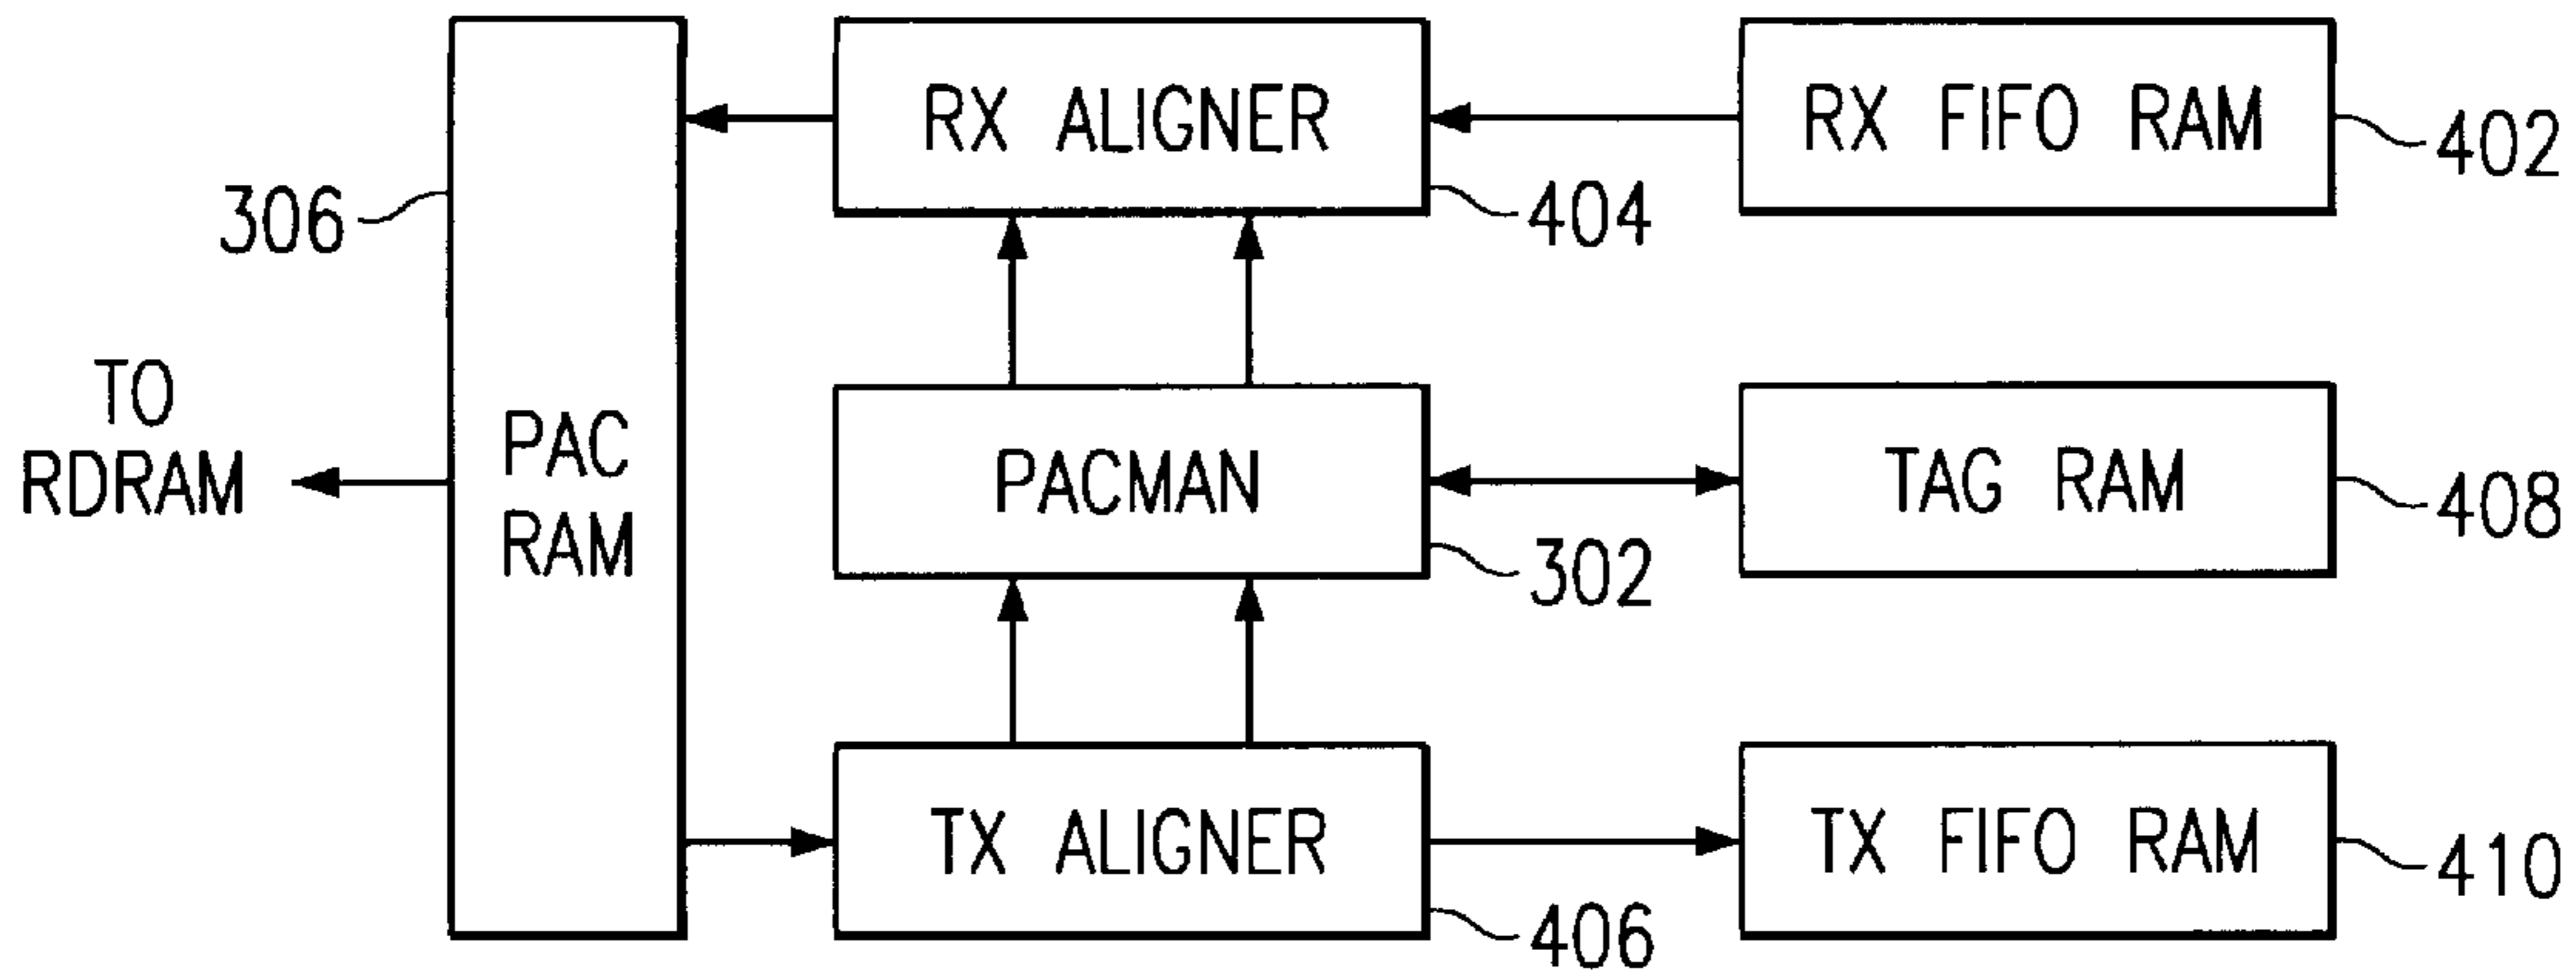 RX ALIGNER
RX FIFO RAM
402
306
404
TO
RDRAM
PAC
RAM
PACMAN
TAG RAM
408
302
TX ALIGNER
TX FIFO RAM
410
406